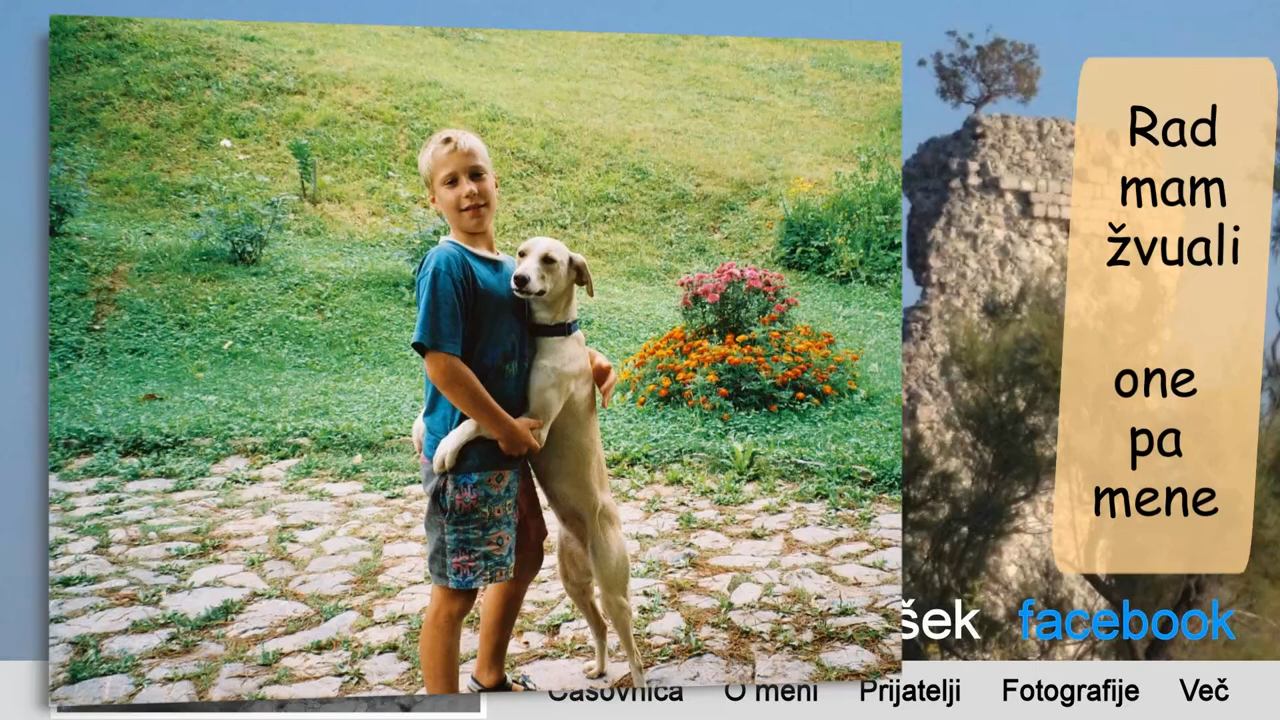 Rad
mam
žvuali
one
pa
mene
šek facebook
Časovnica O meni Prijatelji Fotografije Več